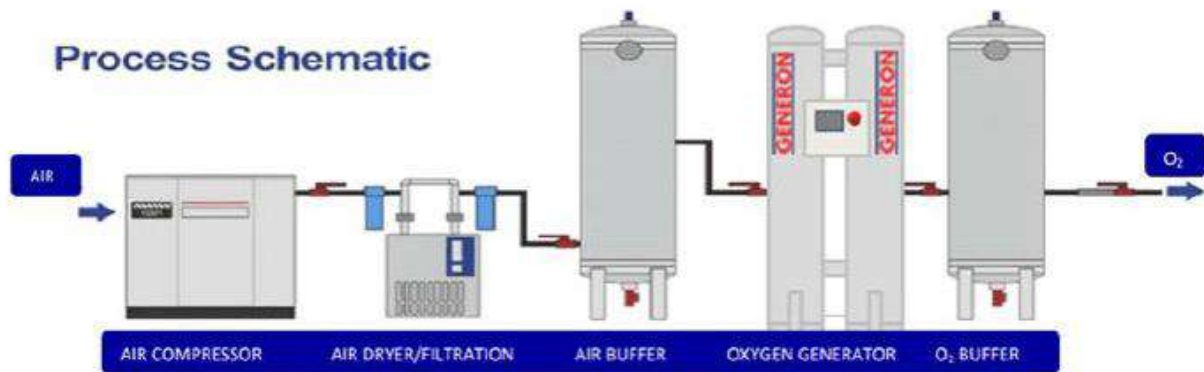 Process Schematic
AIR
GENERON
GENERON
O₂
AIR COMPRESSOR
AIR DRYER/FILTRATION
AIR BUFFER
OXYGEN GENERATOR
O₂ BUFFER